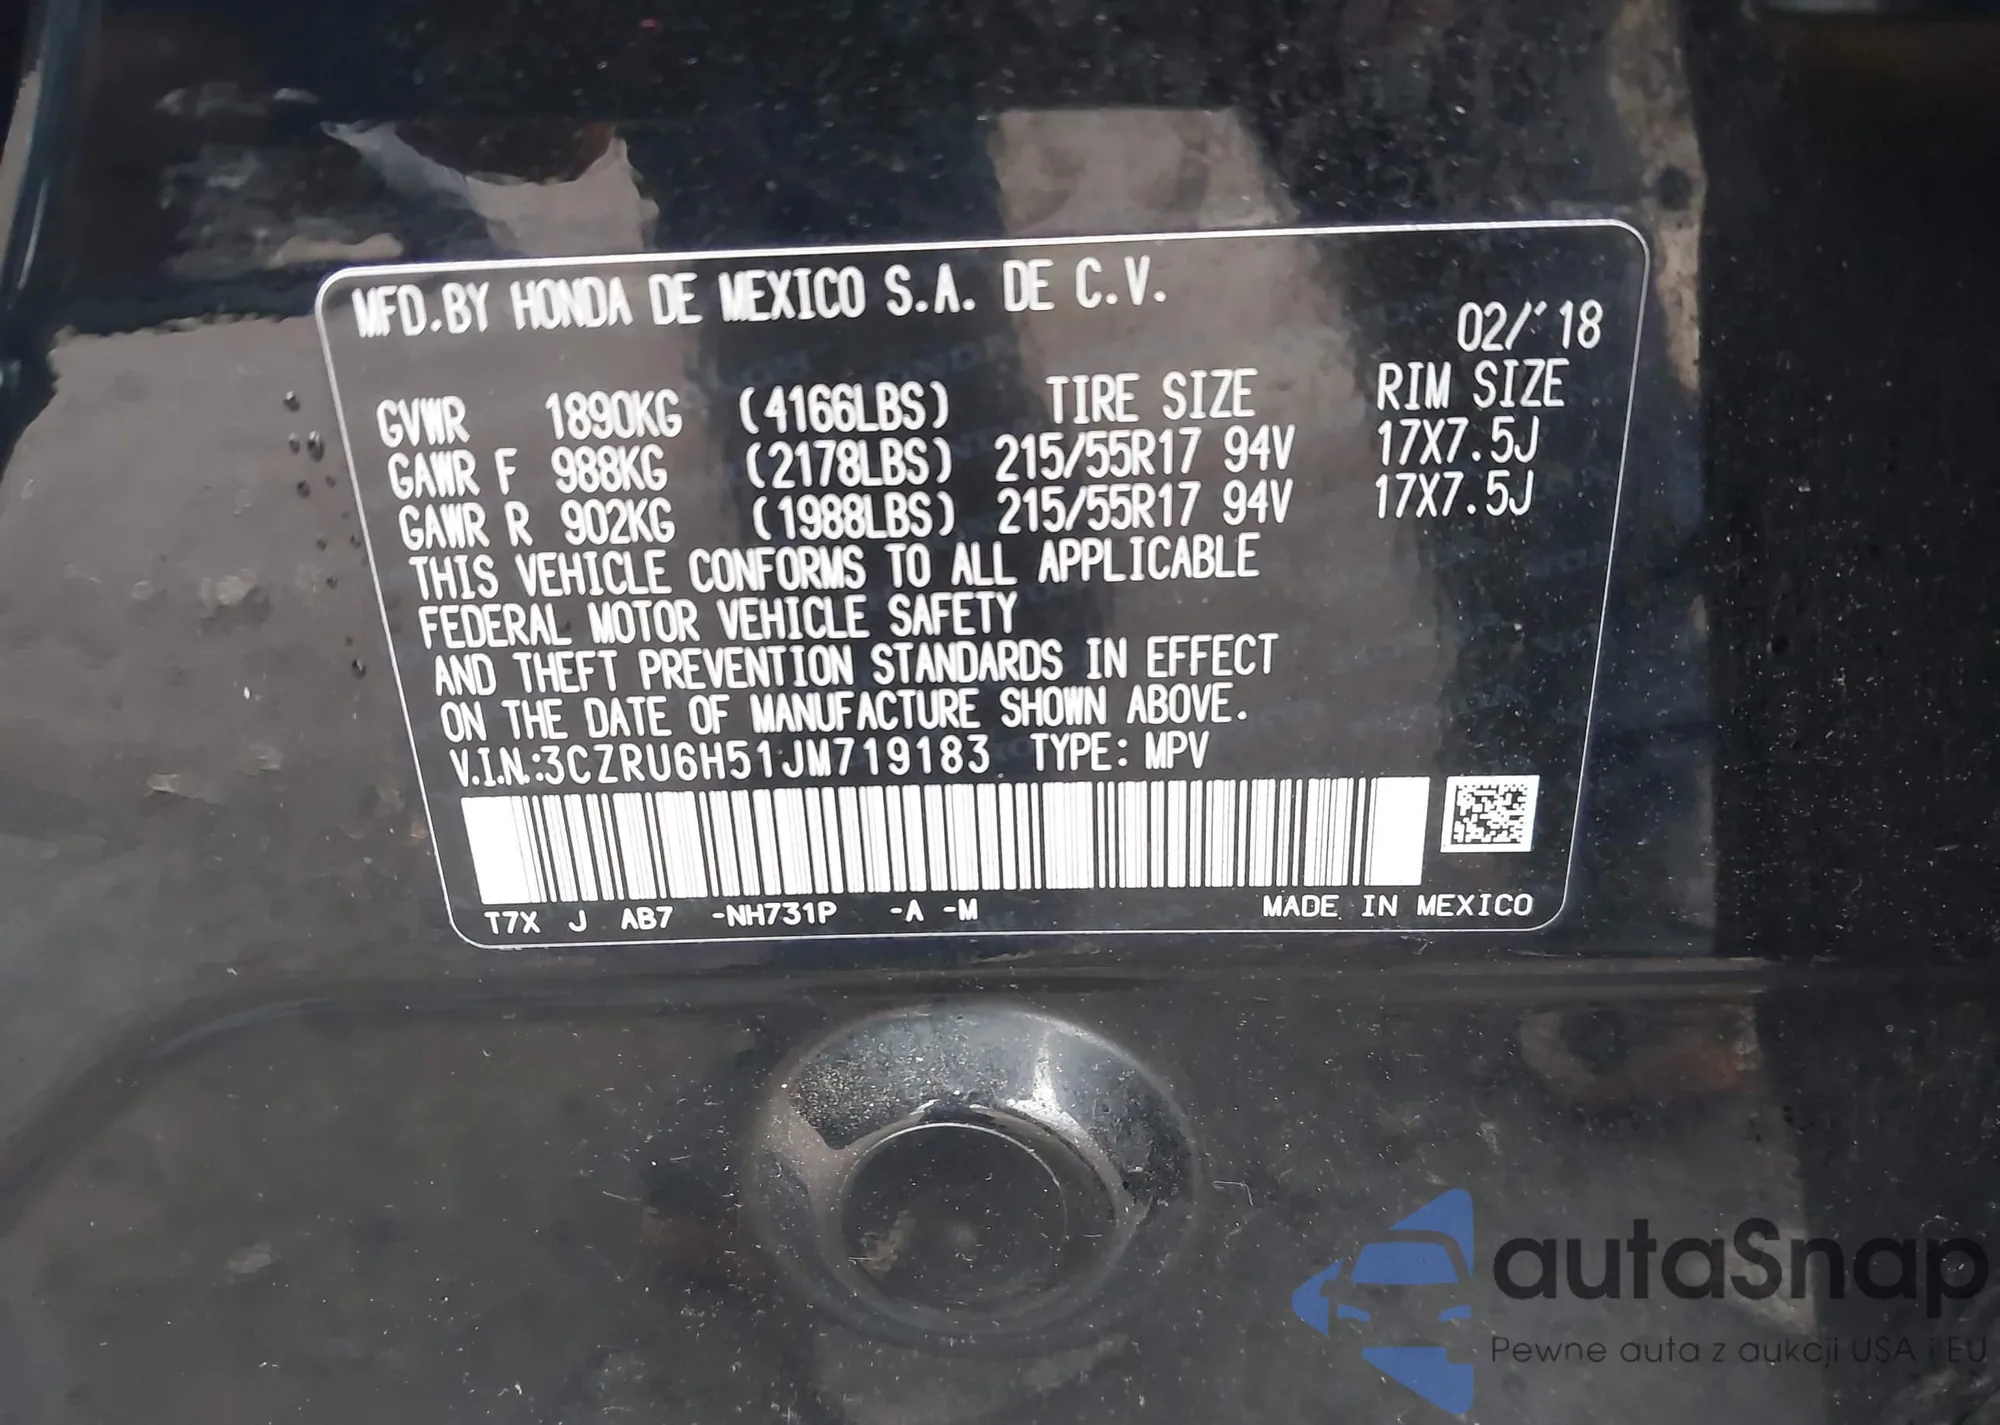 MFD.BY HONDA DE MEXICO S.A. DE C.V.
02/'18
GVWR 1890KG (4166LBS) TIRE SIZE RIM SIZE
GAWR F 988KG (2178LBS) 215/55R17 94V 17X7.5J
GAWR R 902KG (1988LBS) 215/55R17 94V 17X7.5J
THIS VEHICLE CONFORMS TO ALL APPLICABLE
FEDERAL MOTOR VEHICLE SAFETY
AND THEFT PREVENTION STANDARDS IN EFFECT
ON THE DATE OF MANUFACTURE SHOWN ABOVE.
V.I.N.:3CZRU6H51JM719183 TYPE: MPV
T7X J AB7 -NH731P -A -M MADE IN MEXICO
autaSnap
Pewne auta z aukcji USA i EU